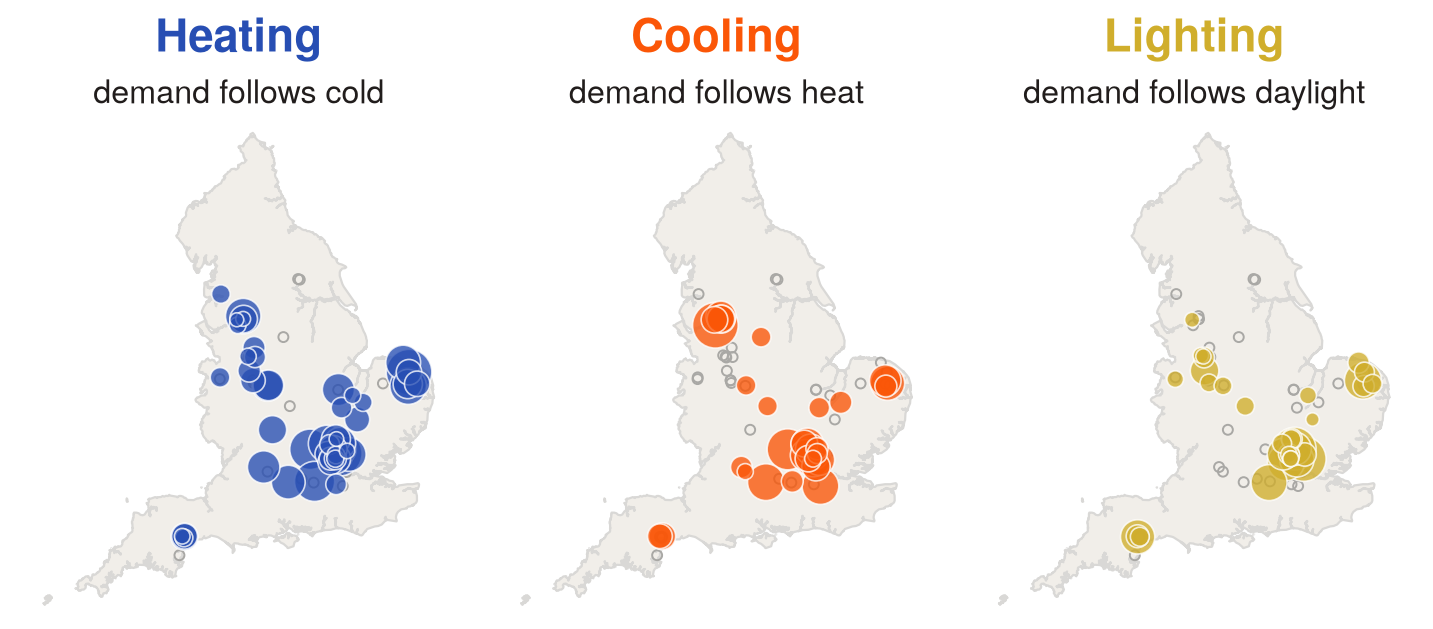 Heating
Cooling
Lighting
demand follows cold
demand follows heat
demand follows daylight